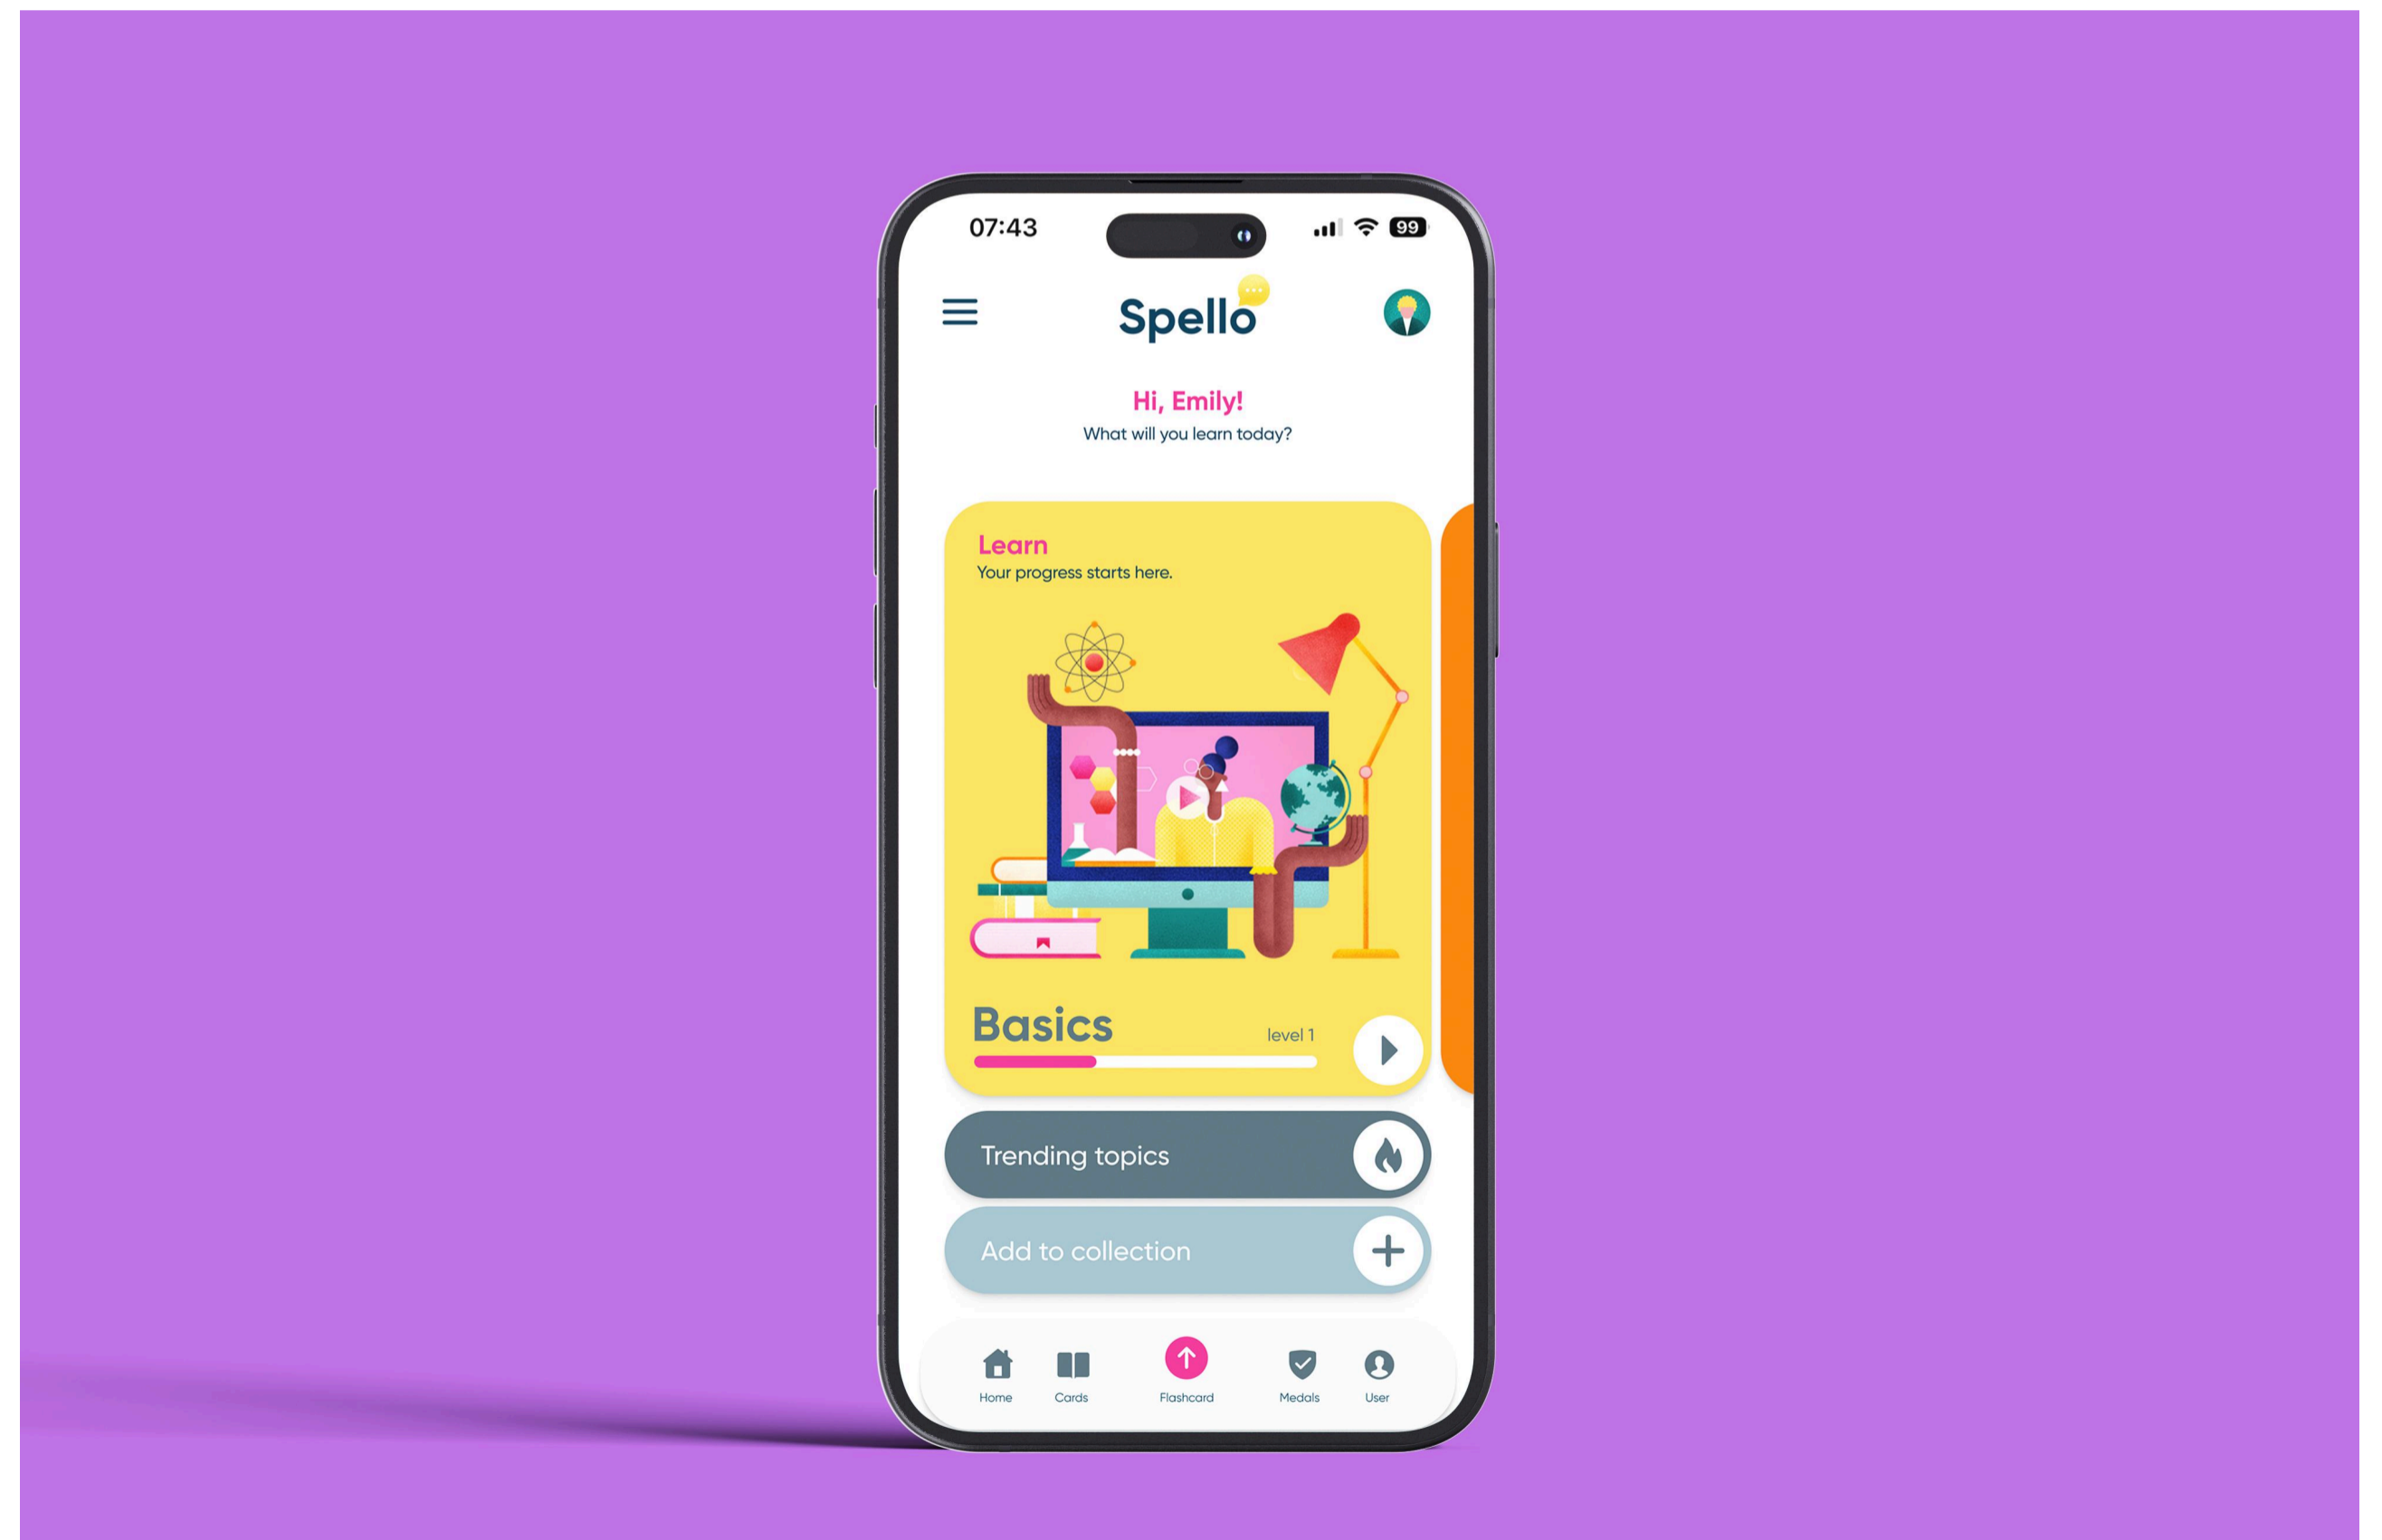 07:43
99
Spello
Hi, Emily!
What will you learn today?
Learn
Your progress starts here.
Basics
level 1
Trending topics
Add to collection
Home
Cards
Flashcard
Medals
User